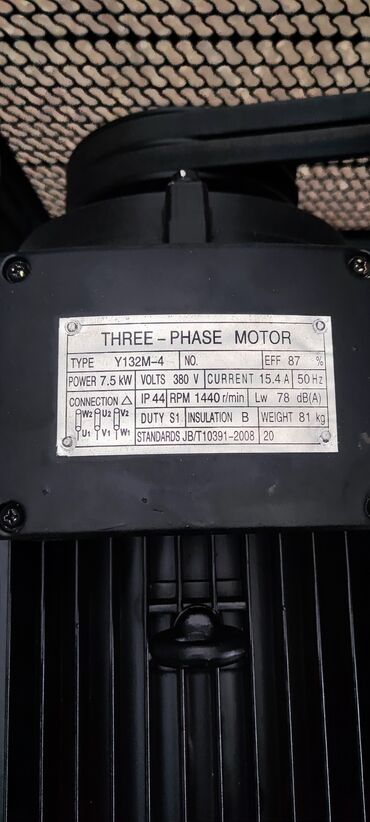 THREE-PHASE MOTOR
TYPE Y132M-4 NO. EFF 87 %
POWER 7.5 kW VOLTS 380 V CURRENT 15.4 A 50 Hz
CONNECTION △ IP 44 RPM 1440 r/min Lw 78 dB(A)
W2 U2 V2 DUTY S1 INSULATION B WEIGHT 81 kg
U1 V1 W1 STANDARDS JB/T10391-2008 20